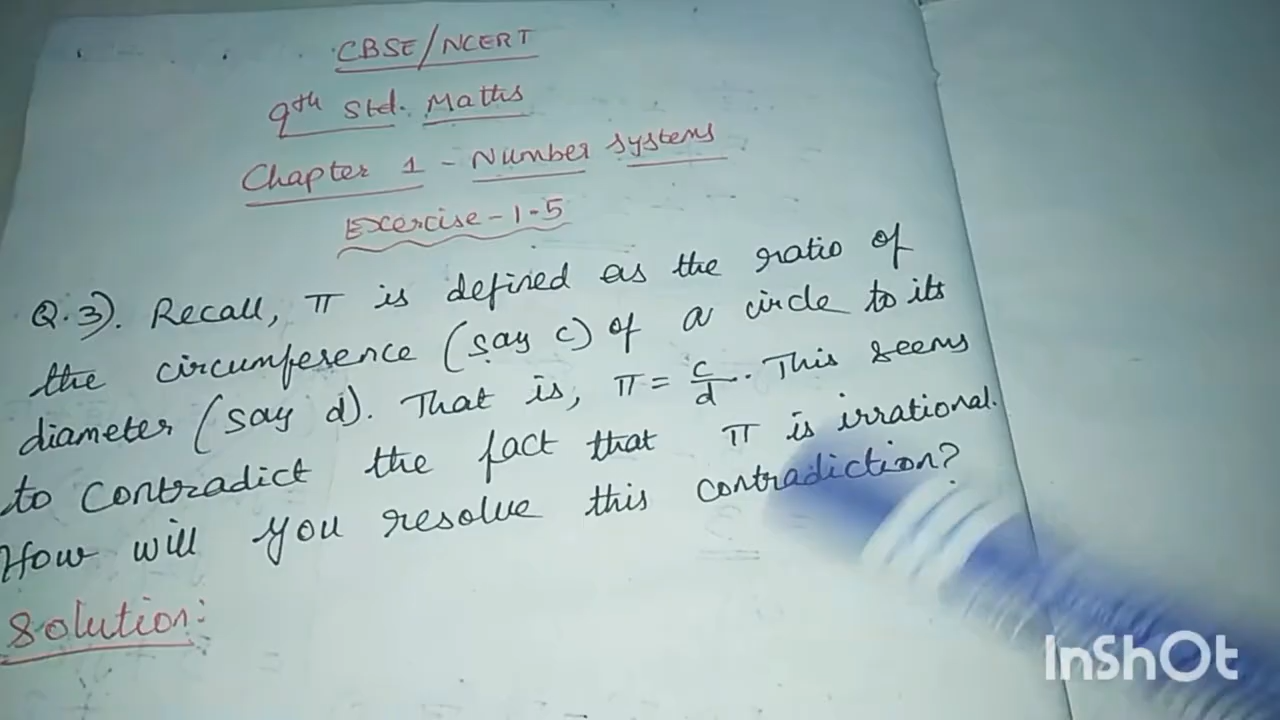 CBSE/NCERT
9th Std. Maths
Chapter 1 - Number systems
Exercise - 1.5
Q.3). Recall, π is defined as the ratio of
the circumference (say c) of a circle to its
diameter (say d). That is, π = c/d. This seems
to contradict the fact that π is irrational.
How will you resolve this contradiction?
Solution:
InShOt